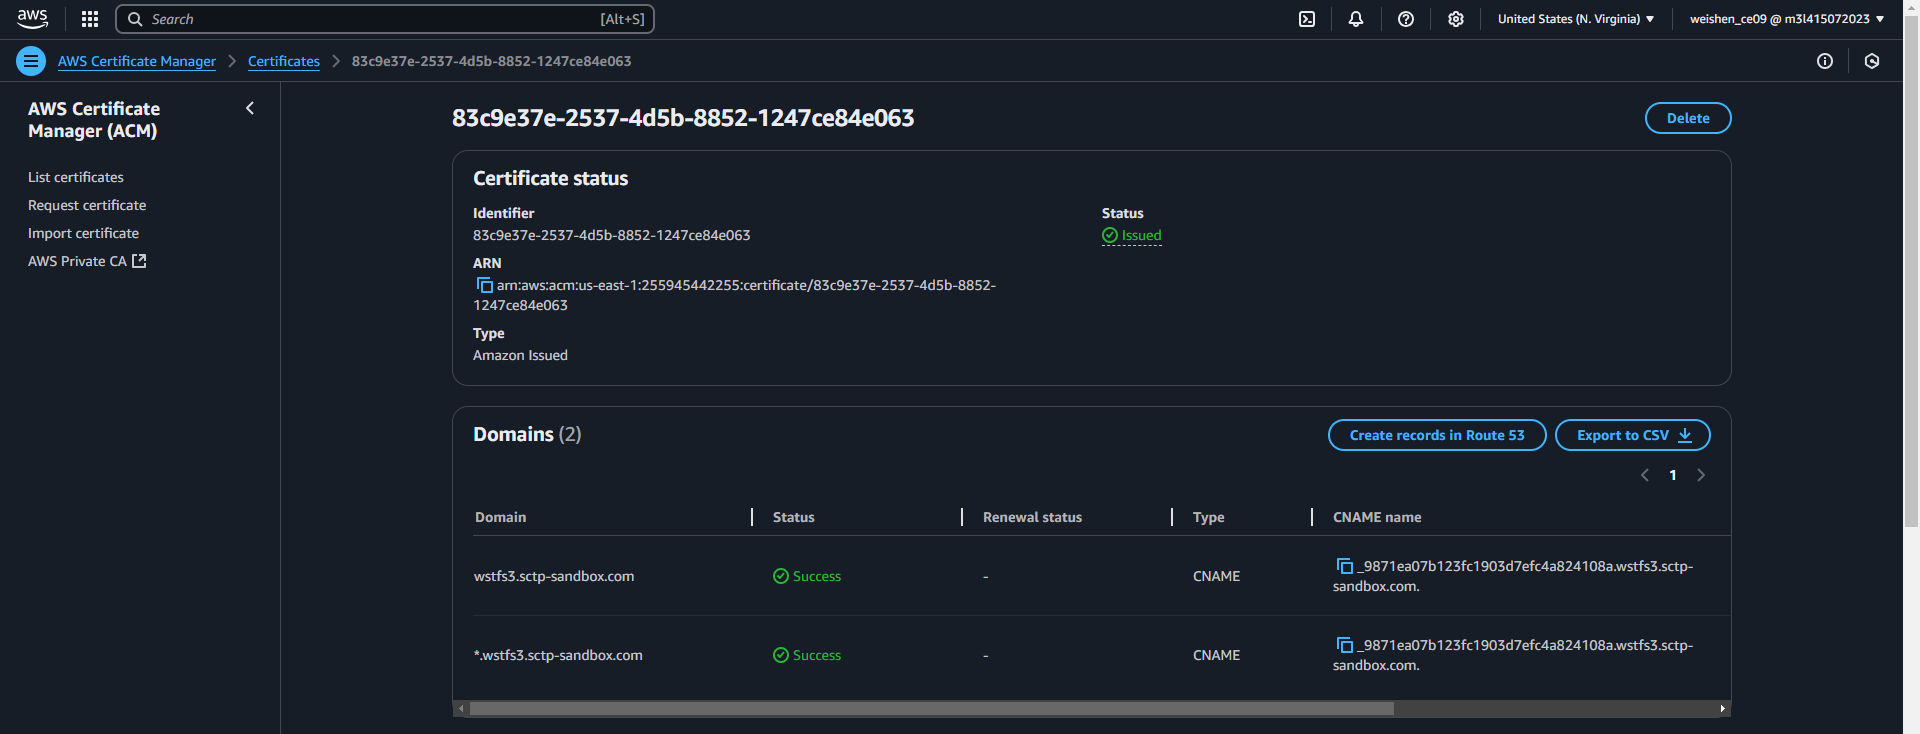 aws
Search [Alt+S]
United States (N. Virginia)
weishen_ce09 @ m3l415072023
AWS Certificate Manager
Certificates
83c9e37e-2537-4d5b-8852-1247ce84e063
AWS Certificate
Manager (ACM)
List certificates
Request certificate
Import certificate
AWS Private CA
83c9e37e-2537-4d5b-8852-1247ce84e063
Delete
Certificate status
Identifier
83c9e37e-2537-4d5b-8852-1247ce84e063
Status
Issued
ARN
arn:aws:acm:us-east-1:255945442255:certificate/83c9e37e-2537-4d5b-8852-
1247ce84e063
Type
Amazon Issued
Domains (2)
Create records in Route 53
Export to CSV
1
Domain Status Renewal status Type CNAME name
wstfs3.sctp-sandbox.com Success - CNAME _9871ea07b123fc1903d7efc4a824108a.wstfs3.sctp-
sandbox.com.
*.wstfs3.sctp-sandbox.com Success - CNAME _9871ea07b123fc1903d7efc4a824108a.wstfs3.sctp-
sandbox.com.